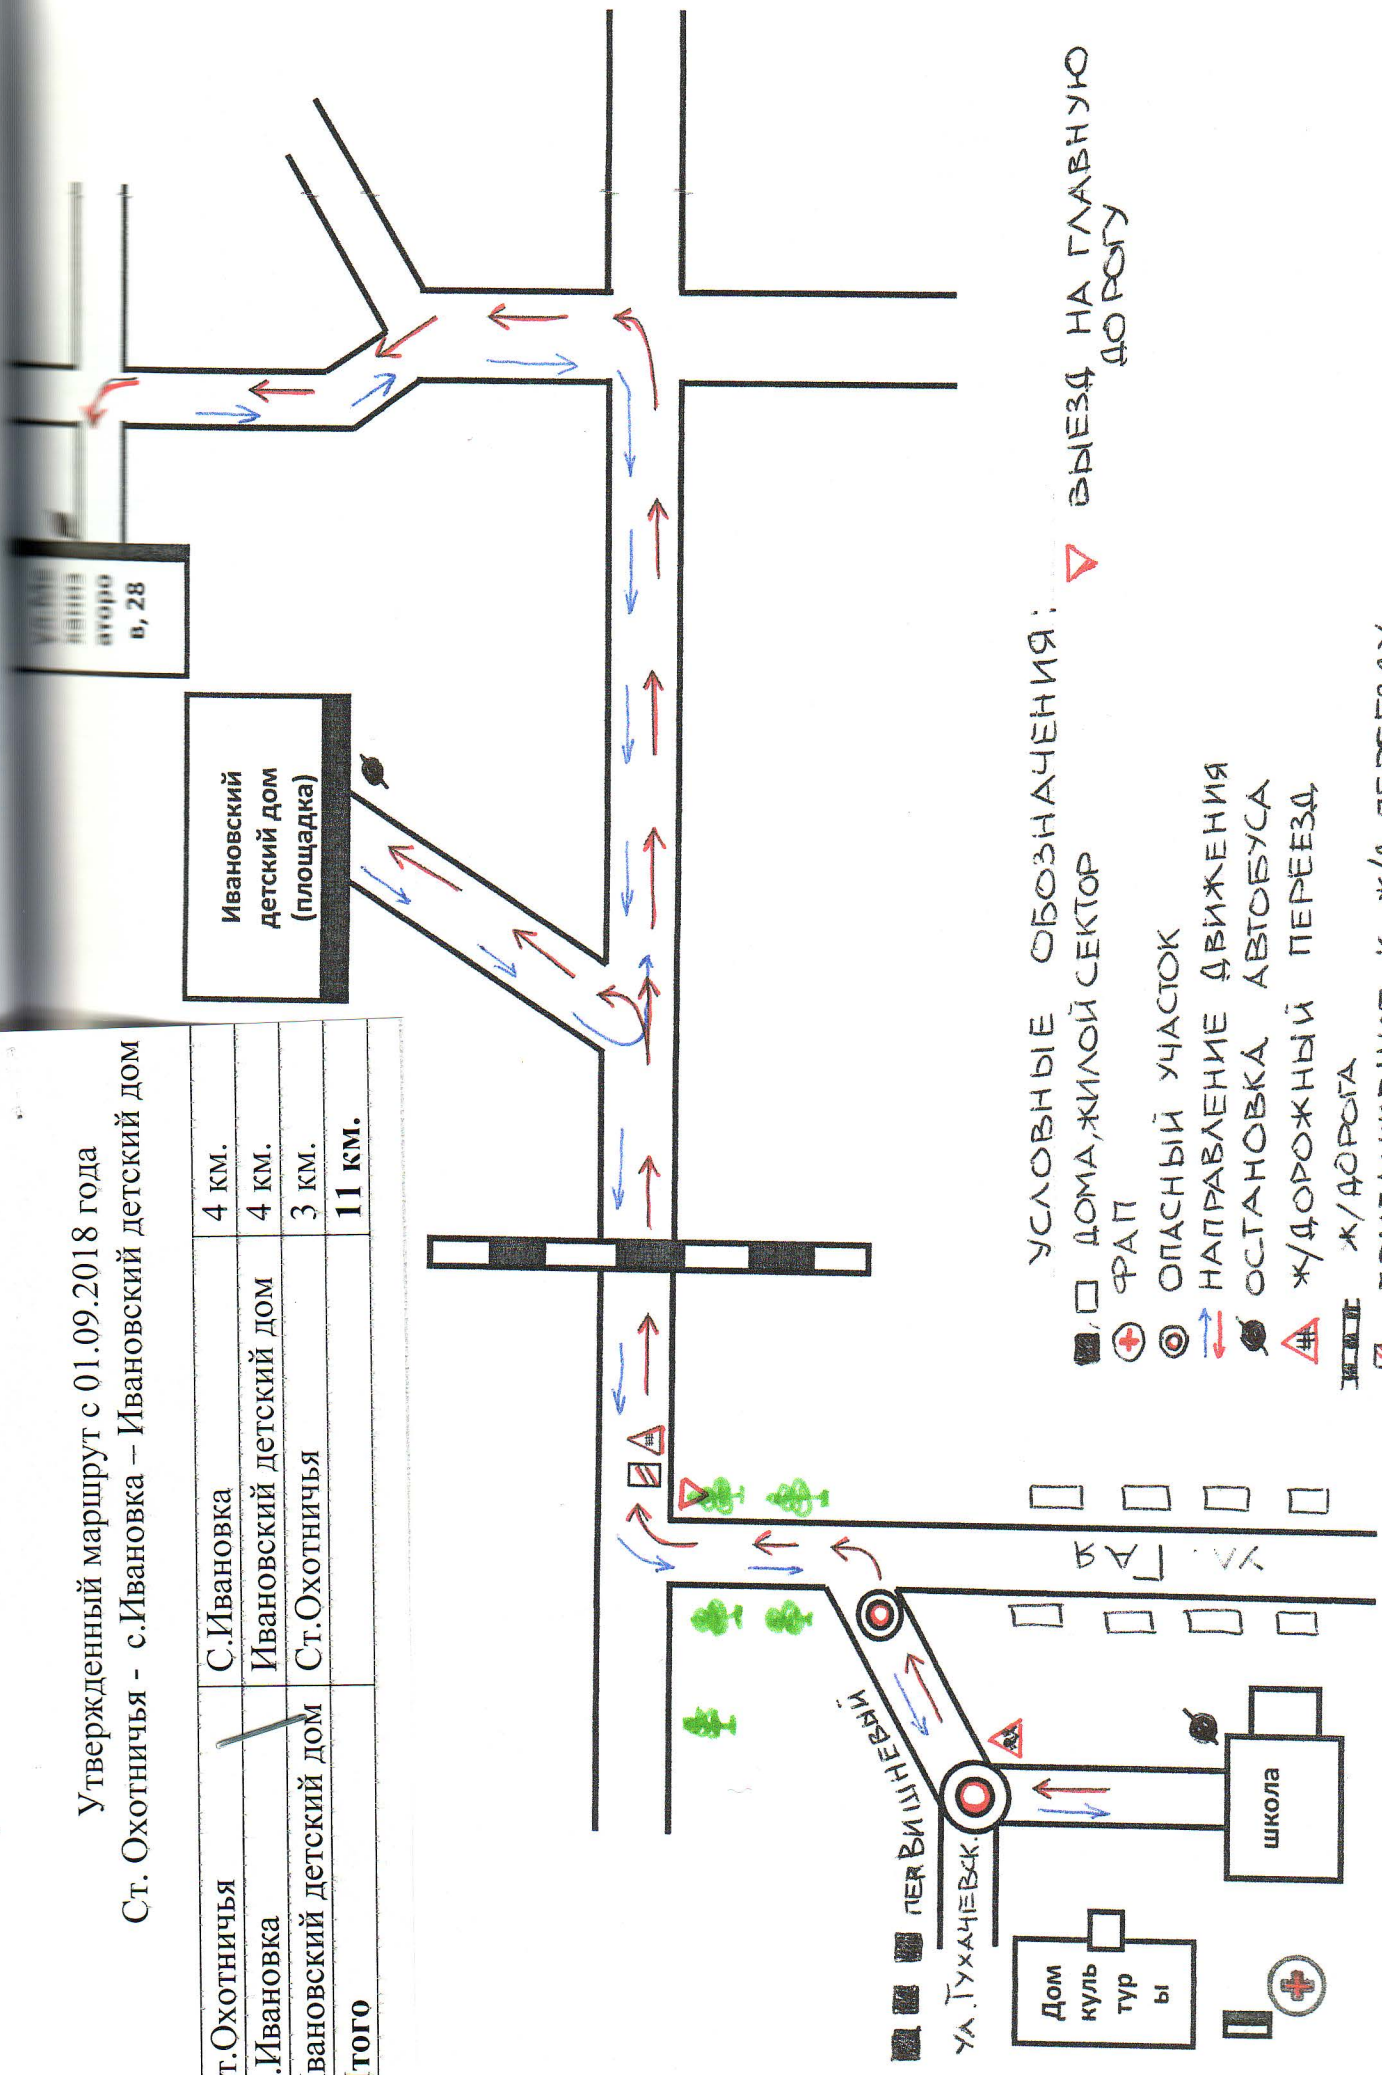 Утвержденный маршрут с 01.09.2018 года
Ст. Охотничья - с.Ивановка – Ивановский детский дом
т.Охотничья С.Ивановка 4 км.
.Ивановка Ивановский детский дом 4 км.
вановский детский дом Ст.Охотничья 3 км.
того 11 км.
аторо
в, 28
Ивановский
детский дом
(площадка)
ПЕР ВИШНЕВЫЙ
УЛ. ТУХАЧЕВСК.
УЛ. ГАЯ
Дом
куль
тур
ы
школа
УСЛОВНЫЕ ОБОЗНАЧЕНИЯ:
ДОМА, ЖИЛОЙ СЕКТОР
ФАП
ОПАСНЫЙ УЧАСТОК
НАПРАВЛЕНИЕ ДВИЖЕНИЯ
ОСТАНОВКА АВТОБУСА
Ж/ДОРОЖНЫЙ ПЕРЕЕЗД
Ж/ДОРОГА
ВЫЕЗД НА ГЛАВНУЮ
ДОРОГУ